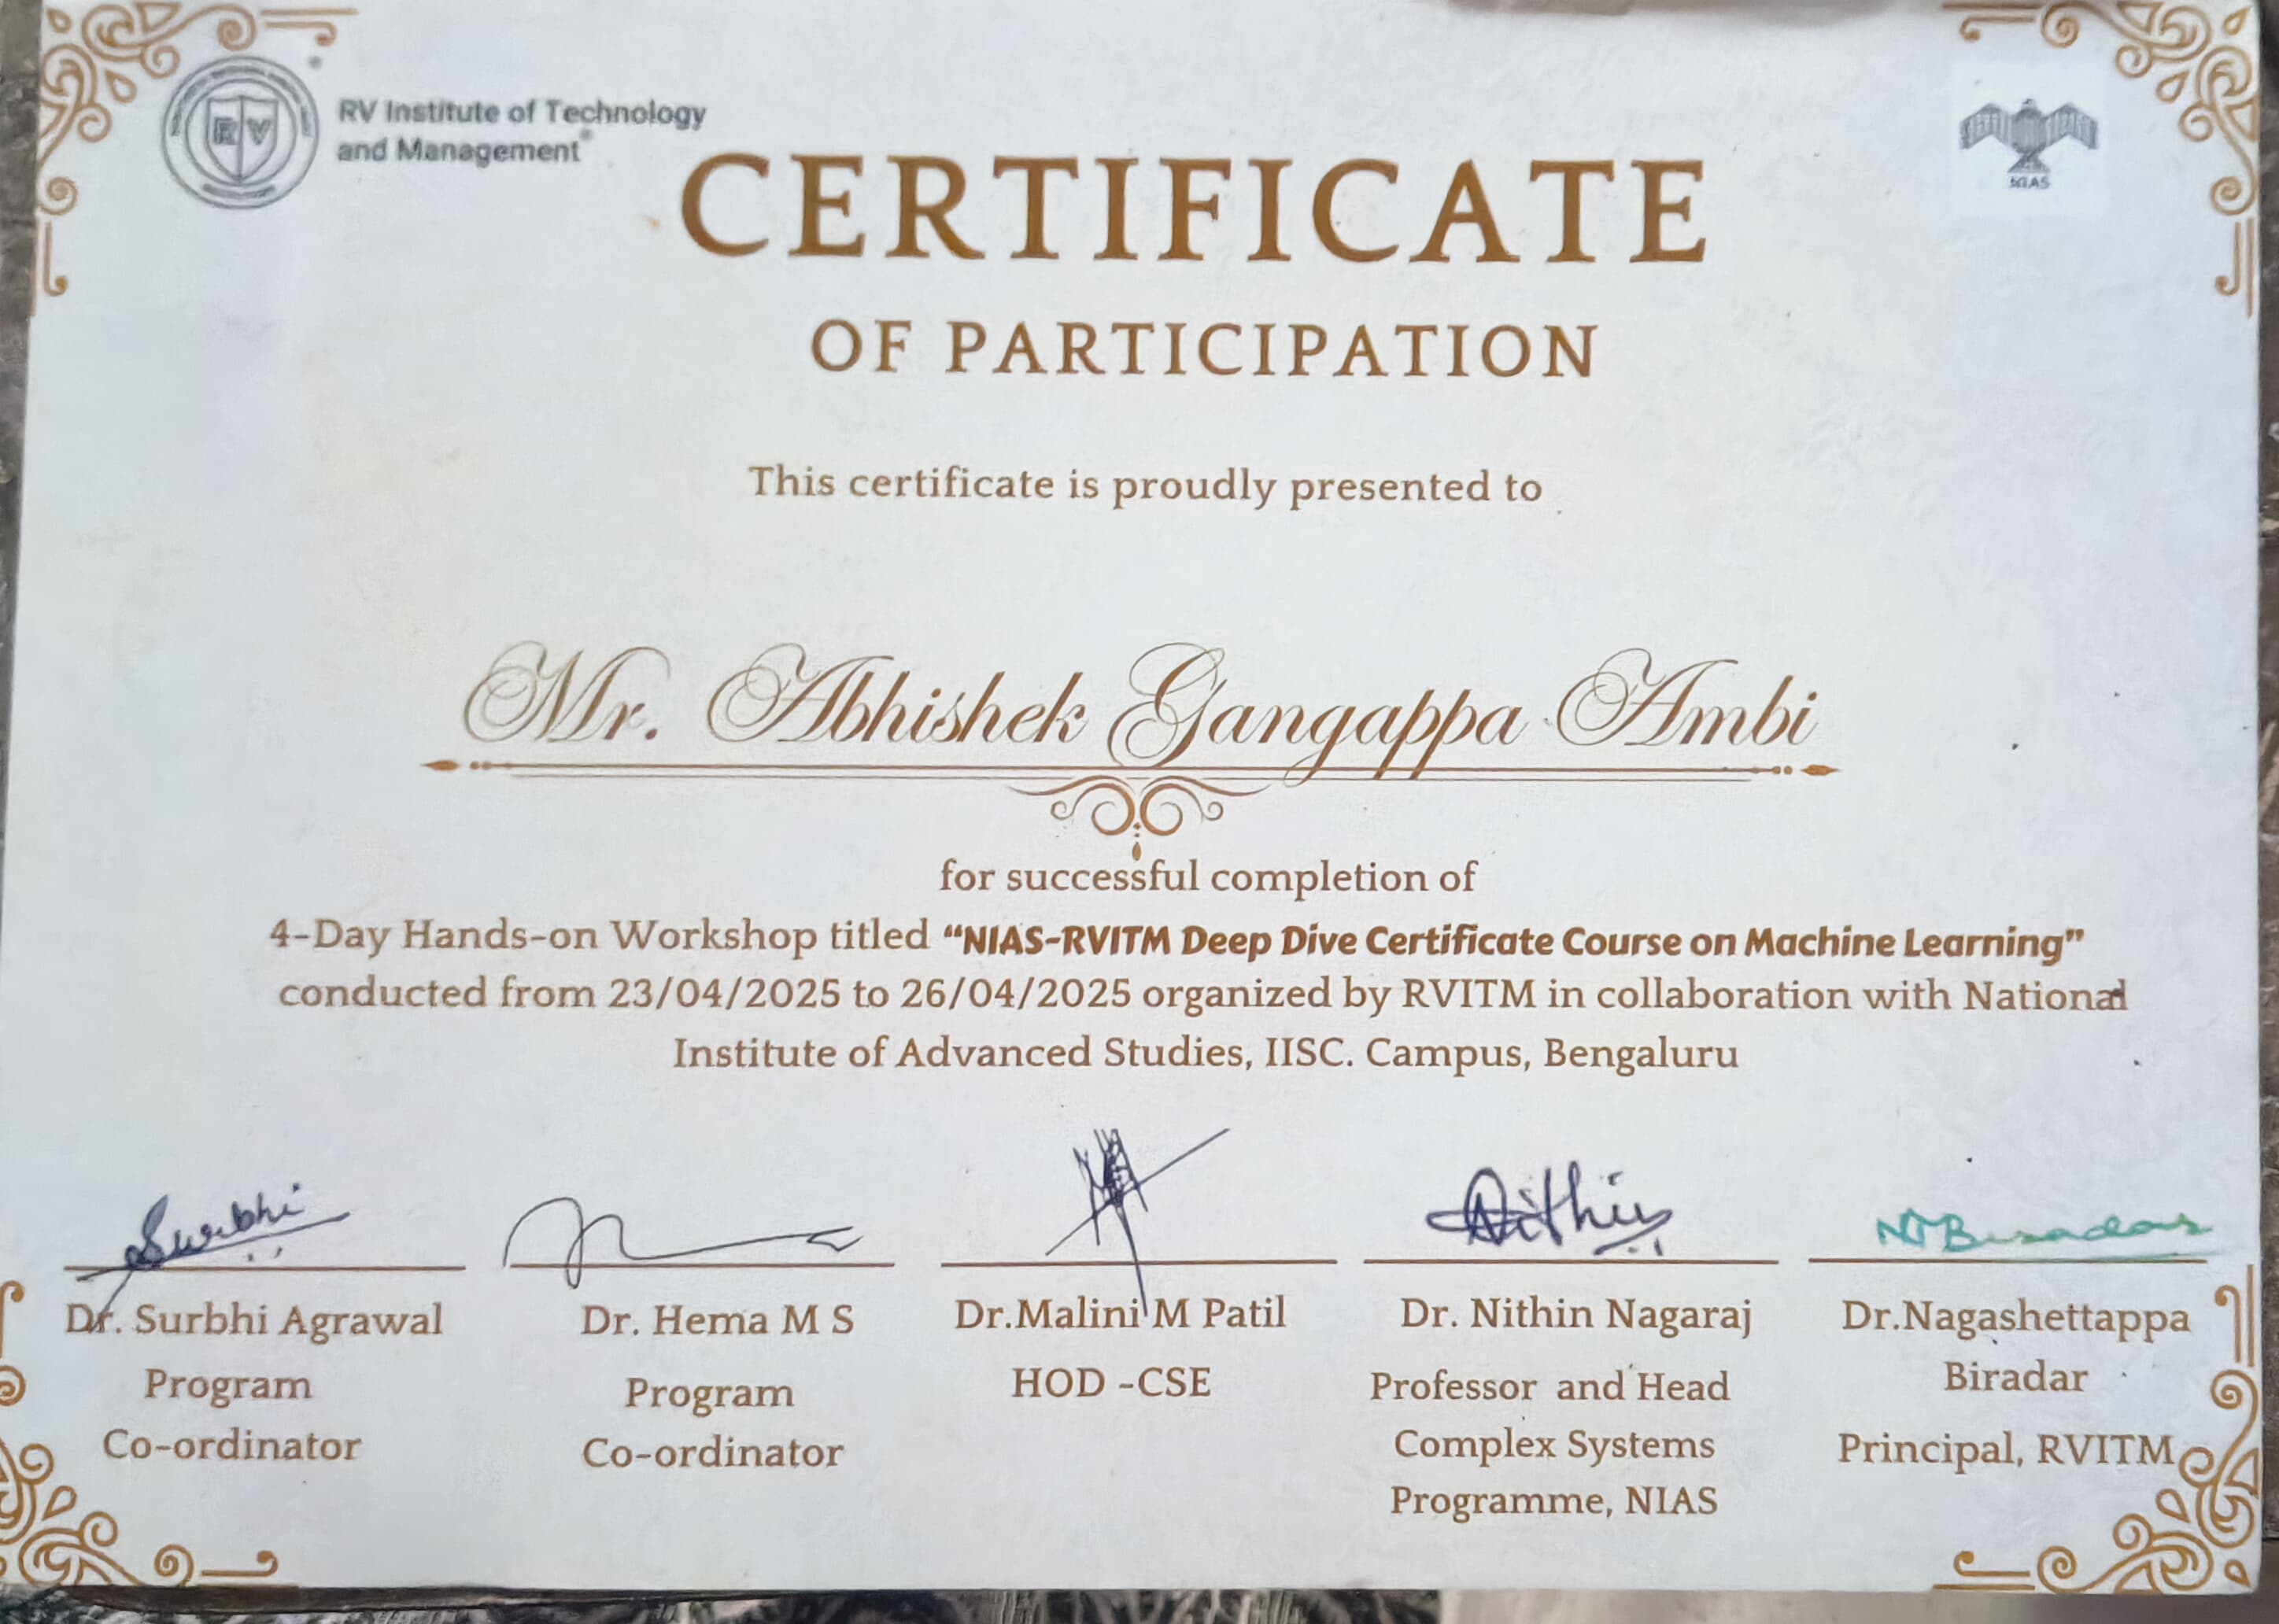 RV
RV Institute of Technology
and Management
NIAS
CERTIFICATE
OF PARTICIPATION
This certificate is proudly presented to
Mr. Abhishek Gangappa Ambi
for successful completion of
4-Day Hands-on Workshop titled “NIAS-RVITM Deep Dive Certificate Course on Machine Learning”
conducted from 23/04/2025 to 26/04/2025 organized by RVITM in collaboration with National
Institute of Advanced Studies, IISC. Campus, Bengaluru
Surbhi
Nithin
Dr. Surbhi Agrawal
Program
Co-ordinator
Dr. Hema M S
Program
Co-ordinator
Dr.Malini M Patil
HOD -CSE
Dr. Nithin Nagaraj
Professor and Head
Complex Systems
Programme, NIAS
Dr.Nagashettappa
Biradar
Principal, RVITM